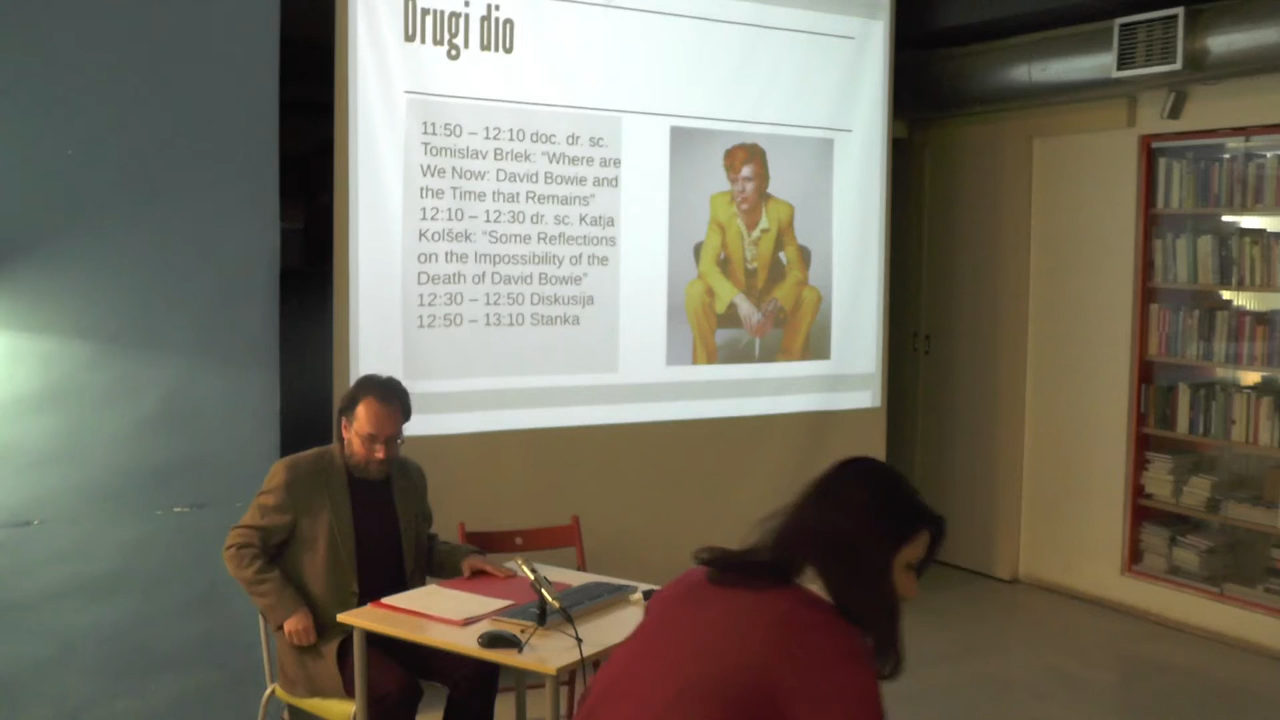 Drugi dio
11:50 – 12:10 doc. dr. sc.
Tomislav Brlek: “Where are
We Now: David Bowie and
the Time that Remains”
12:10 – 12:30 dr. sc. Katja
Kolšek: “Some Reflections
on the Impossibility of the
Death of David Bowie”
12:30 – 12:50 Diskusija
12:50 – 13:10 Stanka